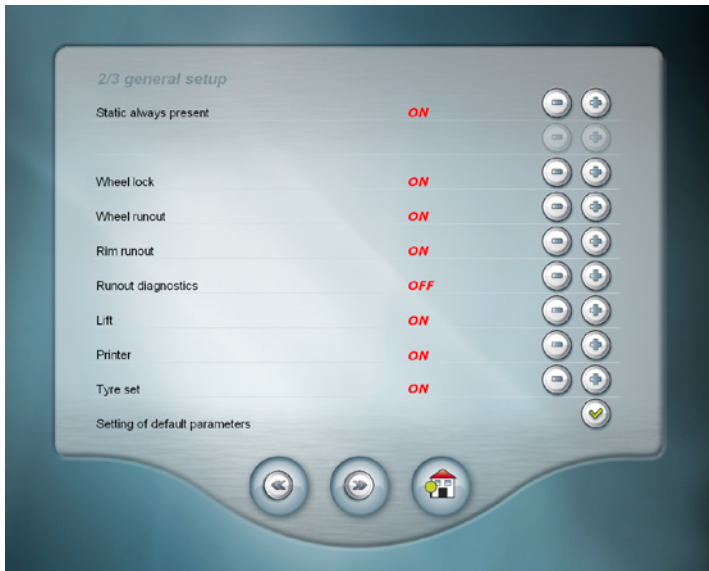 2/3 general setup
Static always present ON
Wheel lock ON
Wheel runout ON
Rim runout ON
Runout diagnostics OFF
Lift ON
Printer ON
Tyre set ON
Setting of default parameters